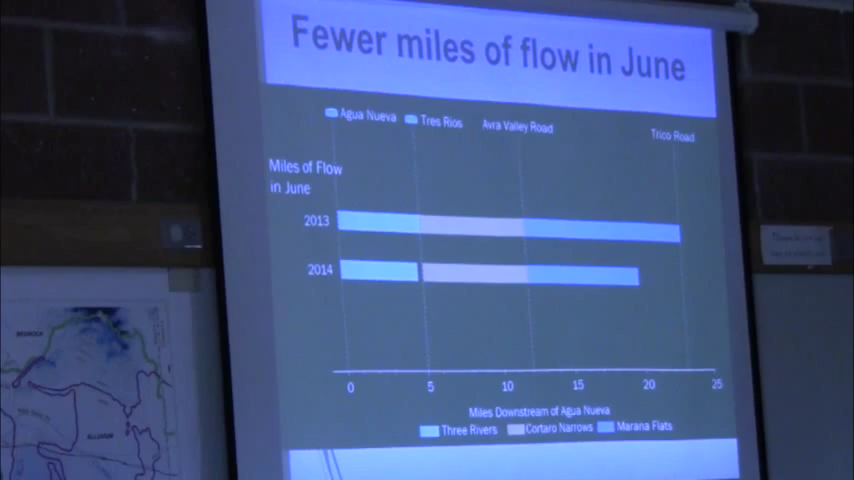 Fewer miles of flow in June
Agua Nueva Tres Rios Avra Valley Road Trico Road
Miles of Flow
in June
2013
2014
0 5 10 15 20 25
Miles Downstream of Agua Nueva
Three Rivers Cortaro Narrows Marana Flats
ALLUVIUM